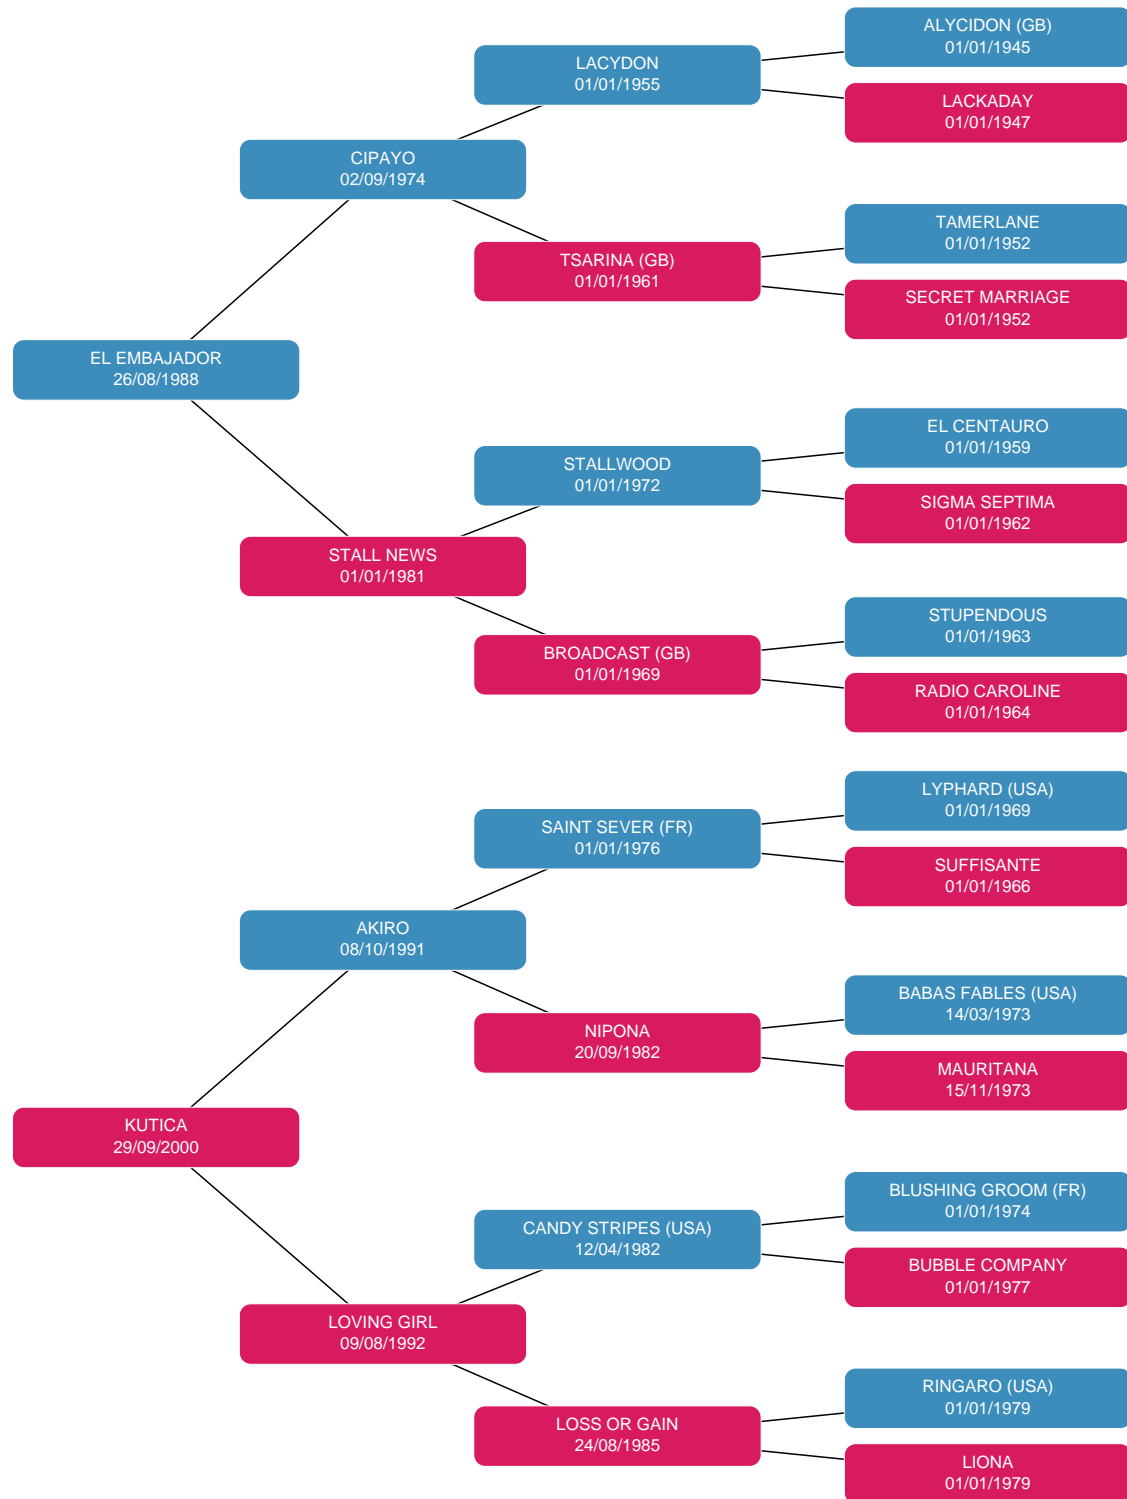 ALYCIDON (GB)
01/01/1945
LACYDON
01/01/1955
LACKADAY
01/01/1947
CIPAYO
02/09/1974
TAMERLANE
01/01/1952
TSARINA (GB)
01/01/1961
SECRET MARRIAGE
01/01/1952
EL EMBAJADOR
26/08/1988
EL CENTAURO
01/01/1959
STALLWOOD
01/01/1972
SIGMA SEPTIMA
01/01/1962
STALL NEWS
01/01/1981
STUPENDOUS
01/01/1963
BROADCAST (GB)
01/01/1969
RADIO CAROLINE
01/01/1964
LYPHARD (USA)
01/01/1969
SAINT SEVER (FR)
01/01/1976
SUFFISANTE
01/01/1966
AKIRO
08/10/1991
BABAS FABLES (USA)
14/03/1973
NIPONA
20/09/1982
MAURITANA
15/11/1973
KUTICA
29/09/2000
BLUSHING GROOM (FR)
01/01/1974
CANDY STRIPES (USA)
12/04/1982
BUBBLE COMPANY
01/01/1977
LOVING GIRL
09/08/1992
RINGARO (USA)
01/01/1979
LOSS OR GAIN
24/08/1985
LIONA
01/01/1979